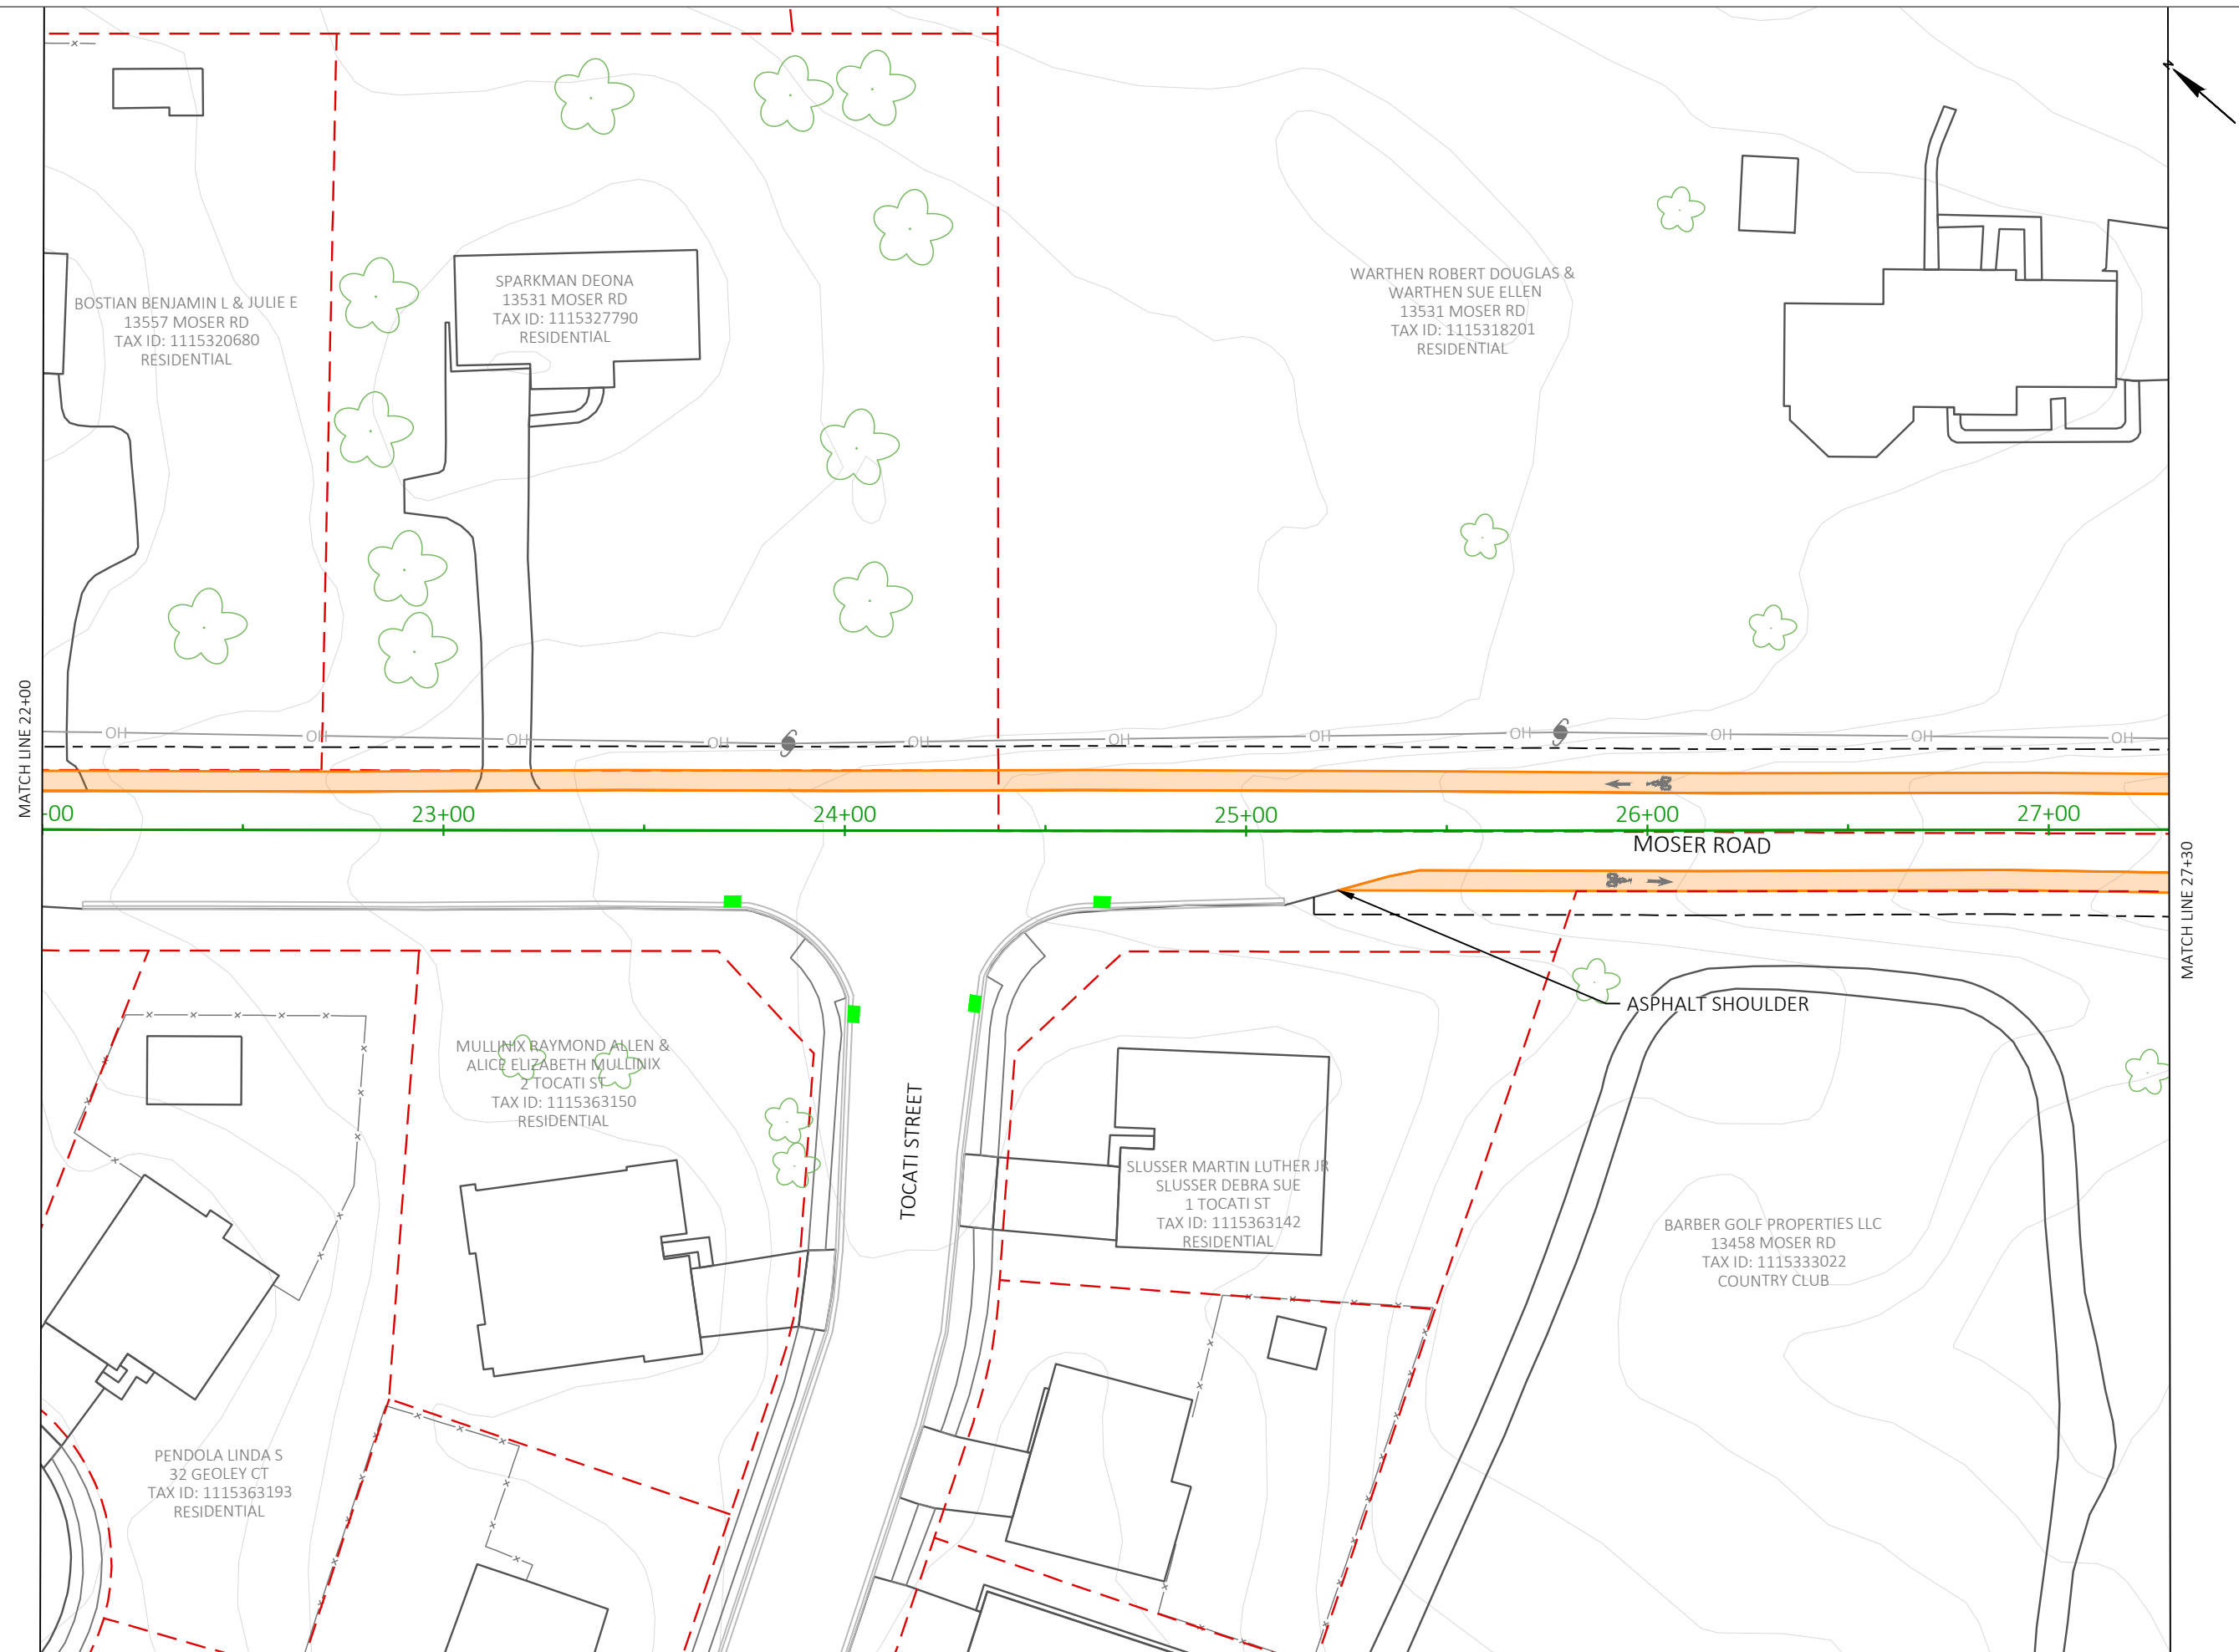 N
BOSTIAN BENJAMIN L & JULIE E
13557 MOSER RD
TAX ID: 1115320680
RESIDENTIAL
SPARKMAN DEONA
13531 MOSER RD
TAX ID: 1115327790
RESIDENTIAL
WARTHEN ROBERT DOUGLAS &
WARTHEN SUE ELLEN
13531 MOSER RD
TAX ID: 1115318201
RESIDENTIAL
MATCH LINE 22+00
OH OH OH OH OH OH OH OH OH OH OH
+00 23+00 24+00 25+00 26+00 27+00
MOSER ROAD
MATCH LINE 27+30
ASPHALT SHOULDER
MULLINIX RAYMOND ALLEN &
ALICE ELIZABETH MULLINIX
2 TOCATI ST
TAX ID: 1115363150
RESIDENTIAL
TOCATI STREET
SLUSSER MARTIN LUTHER JR
SLUSSER DEBRA SUE
1 TOCATI ST
TAX ID: 1115363142
RESIDENTIAL
BARBER GOLF PROPERTIES LLC
13458 MOSER RD
TAX ID: 1115333022
COUNTRY CLUB
PENDOLA LINDA S
32 GEOLEY CT
TAX ID: 1115363193
RESIDENTIAL